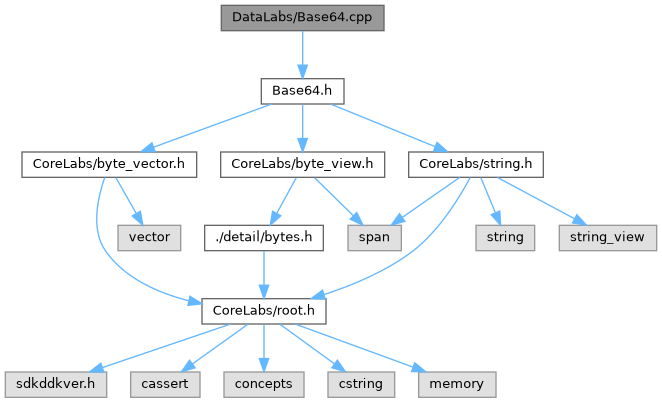 DataLabs/Base64.cpp
Base64.h
CoreLabs/byte_vector.h
CoreLabs/byte_view.h
CoreLabs/string.h
vector
./detail/bytes.h
span
string
string_view
CoreLabs/root.h
sdkddkver.h
cassert
concepts
cstring
memory